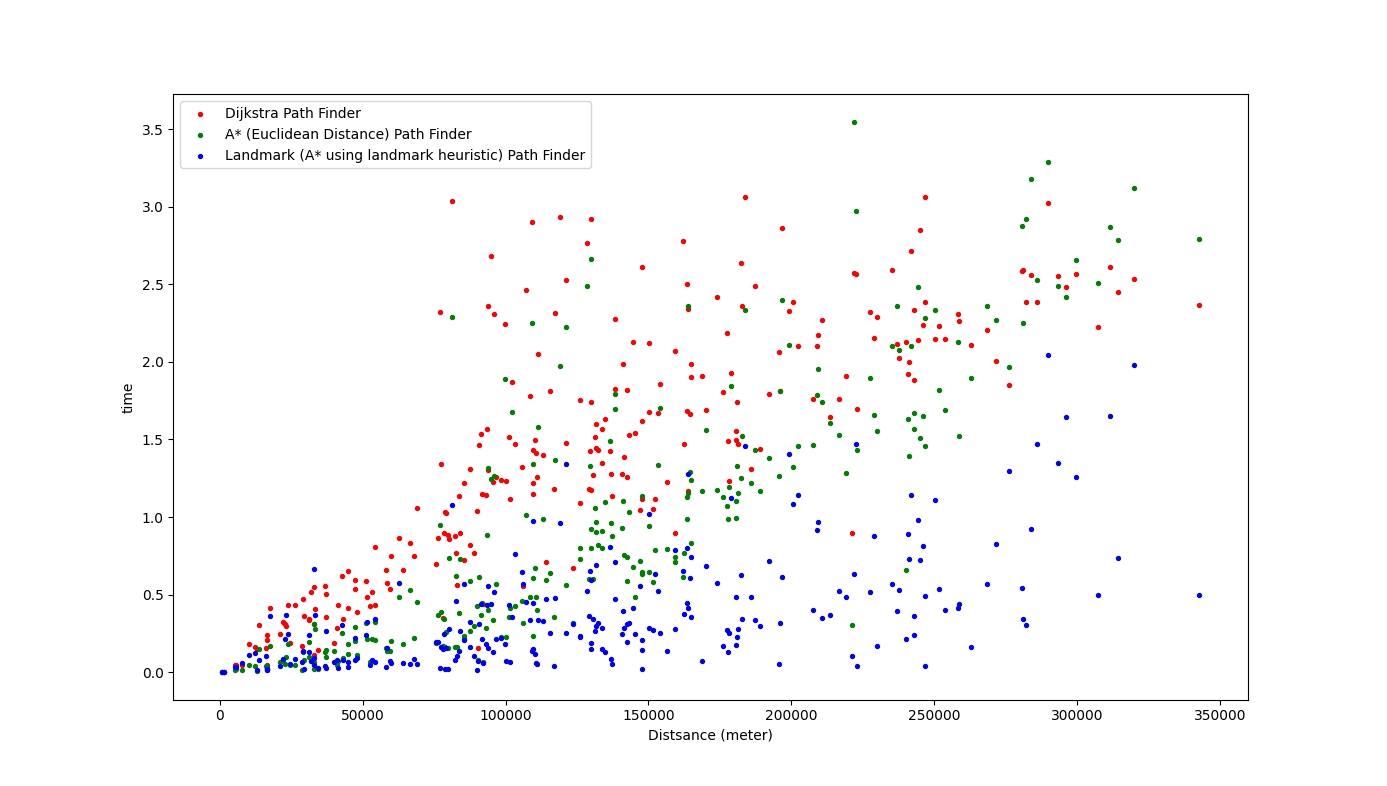 Dijkstra Path Finder
A* (Euclidean Distance) Path Finder
Landmark (A* using landmark heuristic) Path Finder
3.5
3.0
2.5
2.0
1.5
1.0
0.5
0.0
time
0 50000 100000 150000 200000 250000 300000 350000
Distsance (meter)